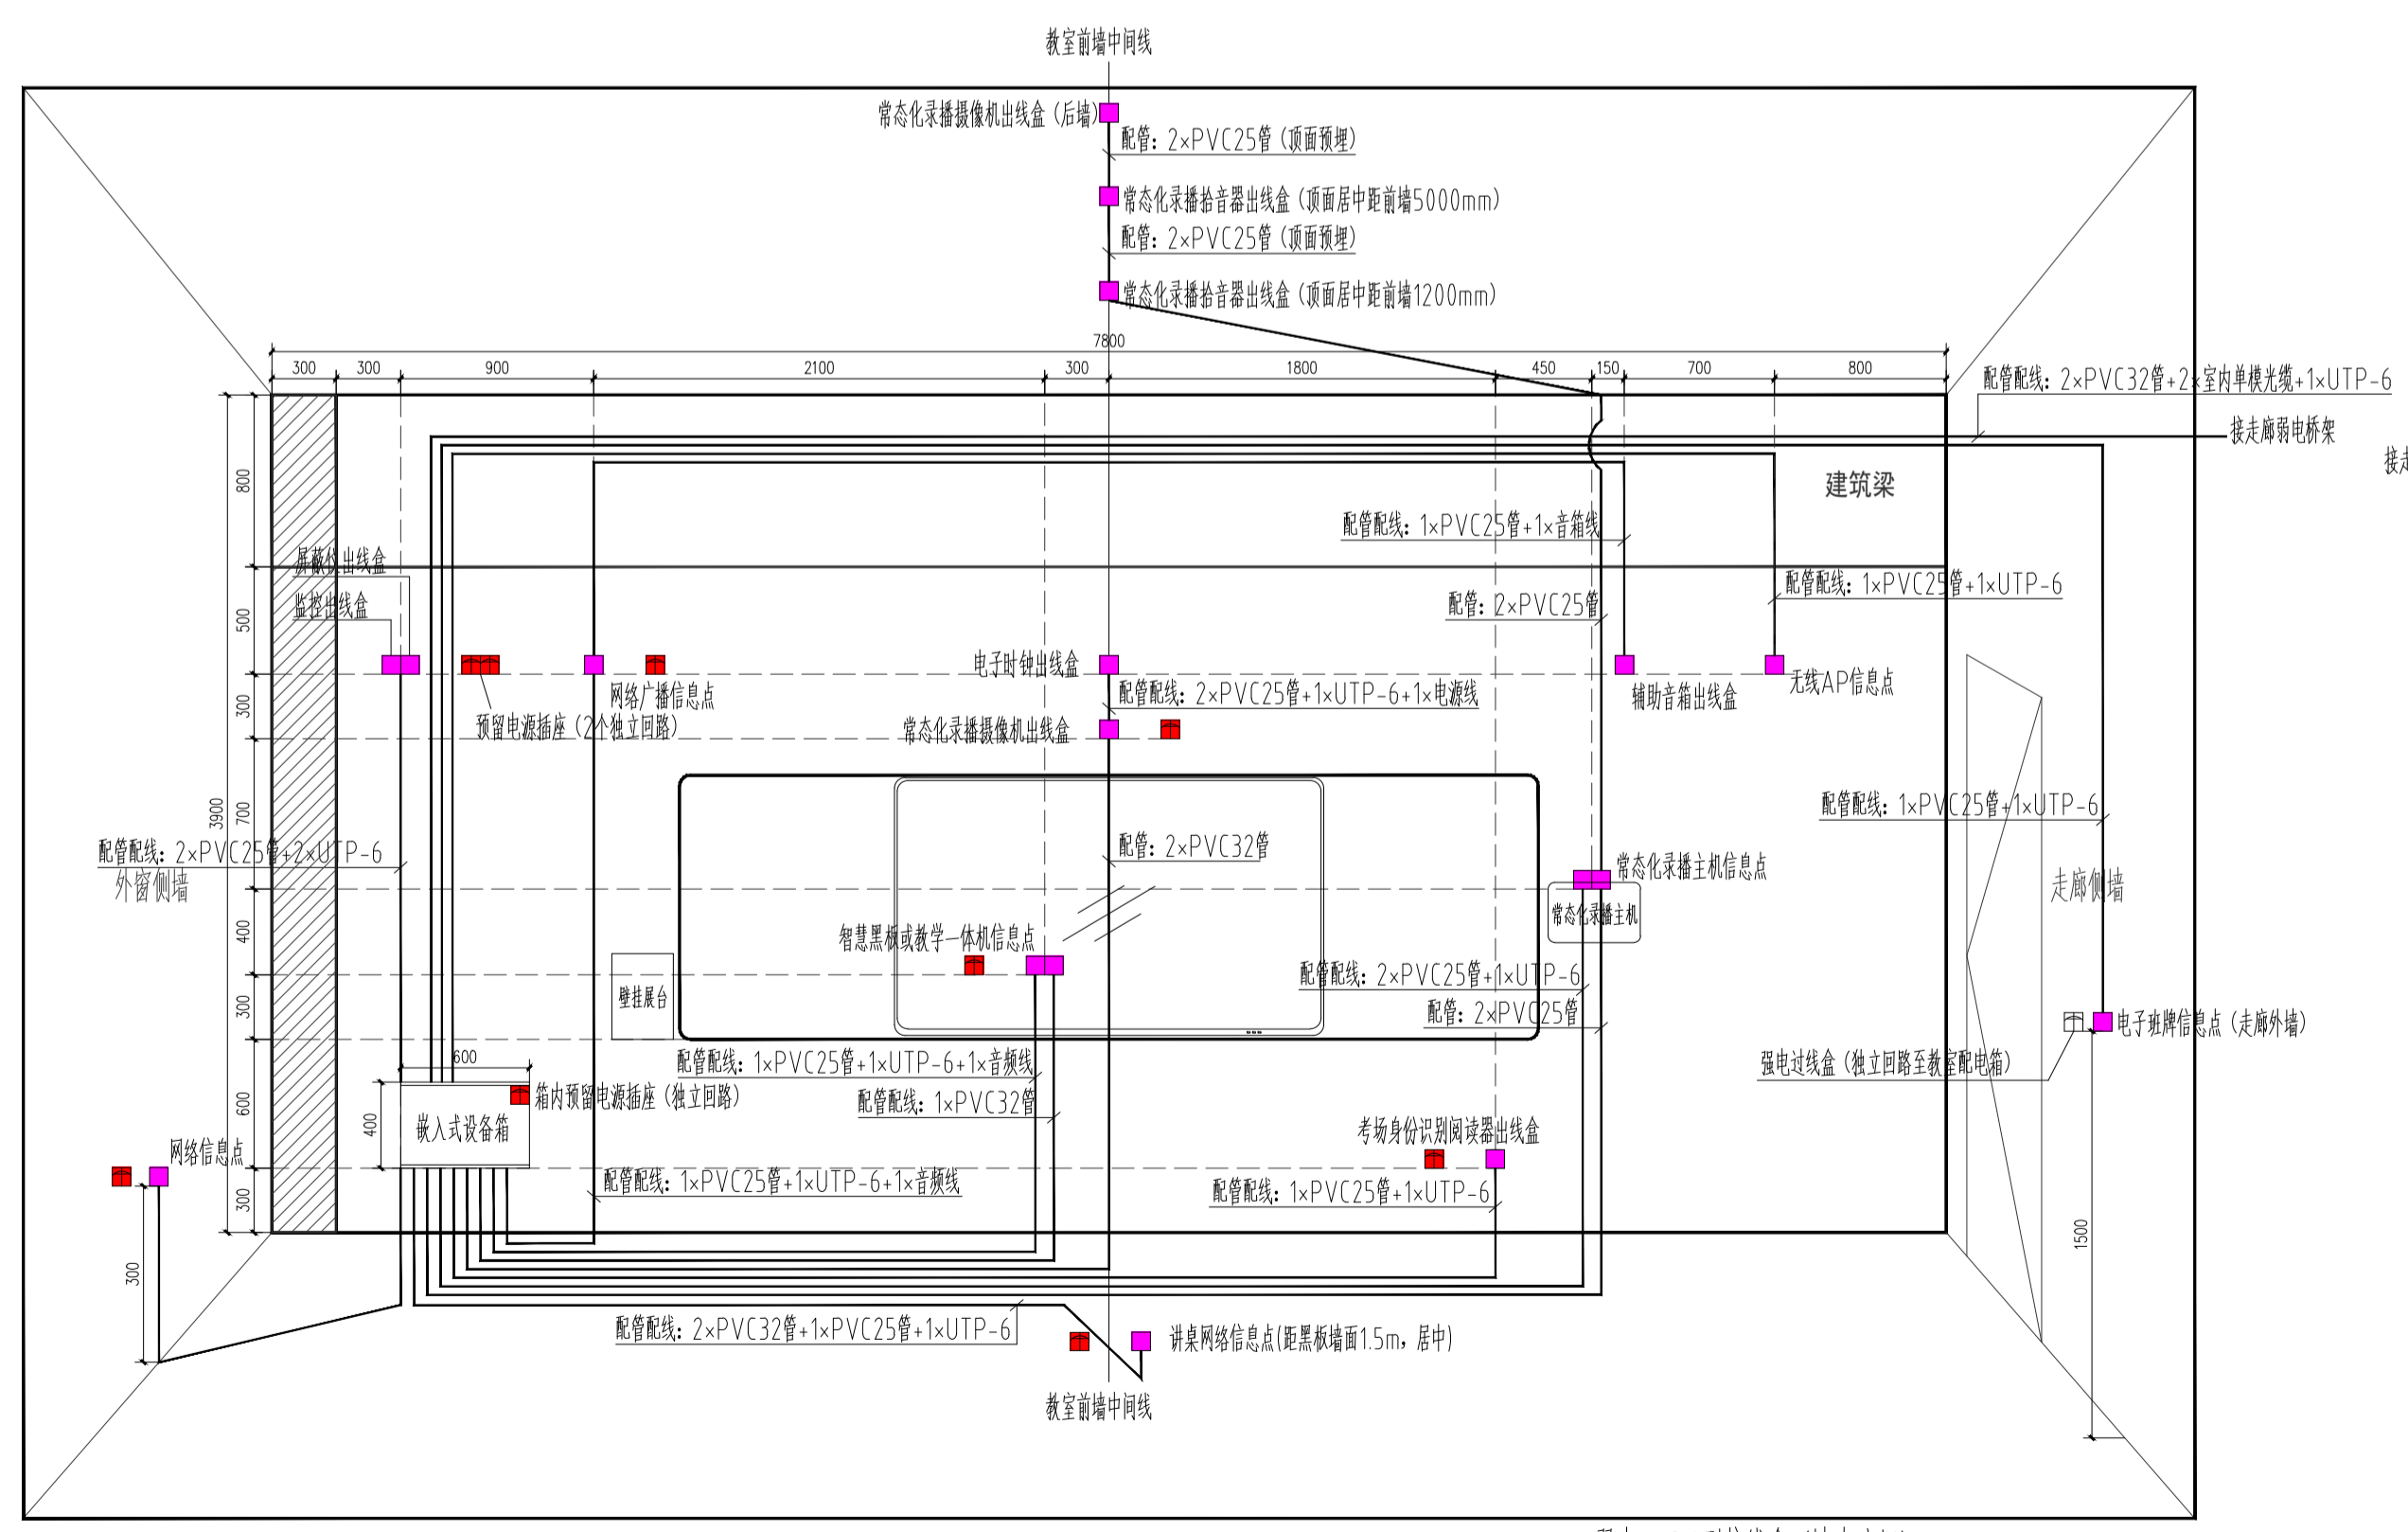 教室前墙中间线
常态化录播摄像机出线盒（后墙）
配管：2×PVC25管（顶面预埋）
常态化录播拾音器出线盒（顶面居中距前墙5000mm）
配管：2×PVC25管（顶面预埋）
常态化录播拾音器出线盒（顶面居中距前墙1200mm）
7800
300 300 900 2100 300 1800 450 150 700 800
配管配线：2×PVC32管+2×室内单模光缆+1×UTP-6
接走廊弱电桥架
接走
建筑梁
800
配管配线：1×PVC25管+1×音箱线
屏蔽仪出线盒
配管配线：1×PVC25管+1×UTP-6
监控出线盒
配管：2×PVC25管
500
电子时钟出线盒
无线AP信息点
网络广播信息点
配管配线：2×PVC25管+1×UTP-6+1×电源线
辅助音箱出线盒
300
预留电源插座（2个独立回路）
常态化录播摄像机出线盒
3900
700
配管配线：1×PVC25管+1×UTP-6
配管配线：2×PVC25管+2×UTP-6
配管：2×PVC32管
常态化录播主机信息点
外窗侧墙
走廊侧墙
常态化录播主机
400
智慧黑板或教学一体机信息点
配管配线：2×PVC25管+1×UTP-6
壁挂展台
300
配管：2×PVC25管
电子班牌信息点（走廊外墙）
600
配管配线：1×PVC25管+1×UTP-6+1×音频线
强电过线盒（独立回路至教室配电箱）
箱内预留电源插座（独立回路）
配管配线：1×PVC32管
600
400
嵌入式设备箱
考场身份识别阅读器出线盒
网络信息点
配管配线：1×PVC25管+1×UTP-6+1×音频线
配管配线：1×PVC25管+1×UTP-6
300
1500
300
配管配线：2×PVC32管+1×PVC25管+1×UTP-6
讲桌网络信息点(距黑板墙面1.5m，居中)
教室前墙中间线